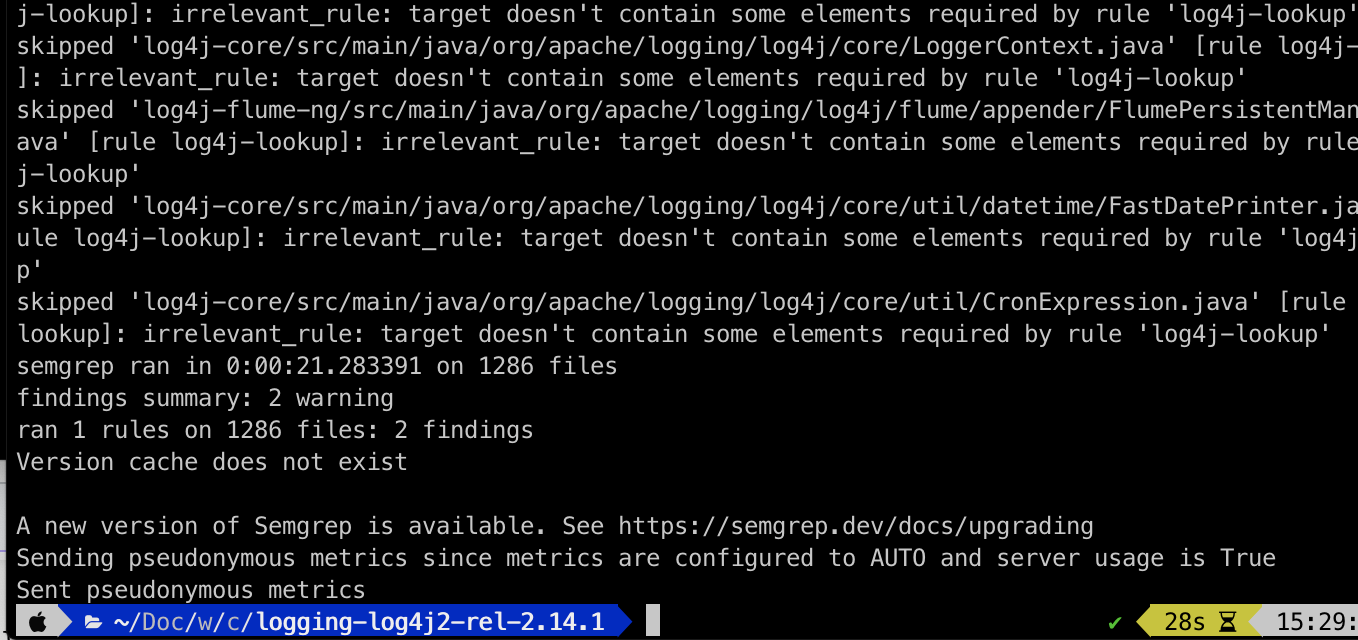 j-lookup]: irrelevant_rule: target doesn't contain some elements required by rule 'log4j-lookup'
skipped 'log4j-core/src/main/java/org/apache/logging/log4j/core/LoggerContext.java' [rule log4j-
]: irrelevant_rule: target doesn't contain some elements required by rule 'log4j-lookup'
skipped 'log4j-flume-ng/src/main/java/org/apache/logging/log4j/flume/appender/FlumePersistentMan
ava' [rule log4j-lookup]: irrelevant_rule: target doesn't contain some elements required by rule
j-lookup'
skipped 'log4j-core/src/main/java/org/apache/logging/log4j/core/util/datetime/FastDatePrinter.ja
ule log4j-lookup]: irrelevant_rule: target doesn't contain some elements required by rule 'log4j
p'
skipped 'log4j-core/src/main/java/org/apache/logging/log4j/core/util/CronExpression.java' [rule
lookup]: irrelevant_rule: target doesn't contain some elements required by rule 'log4j-lookup'
semgrep ran in 0:00:21.283391 on 1286 files
findings summary: 2 warning
ran 1 rules on 1286 files: 2 findings
Version cache does not exist
A new version of Semgrep is available. See https://semgrep.dev/docs/upgrading
Sending pseudonymous metrics since metrics are configured to AUTO and server usage is True
Sent pseudonymous metrics
~/Doc/w/c/logging-log4j2-rel-2.14.1 ✔ 28s 15:29: